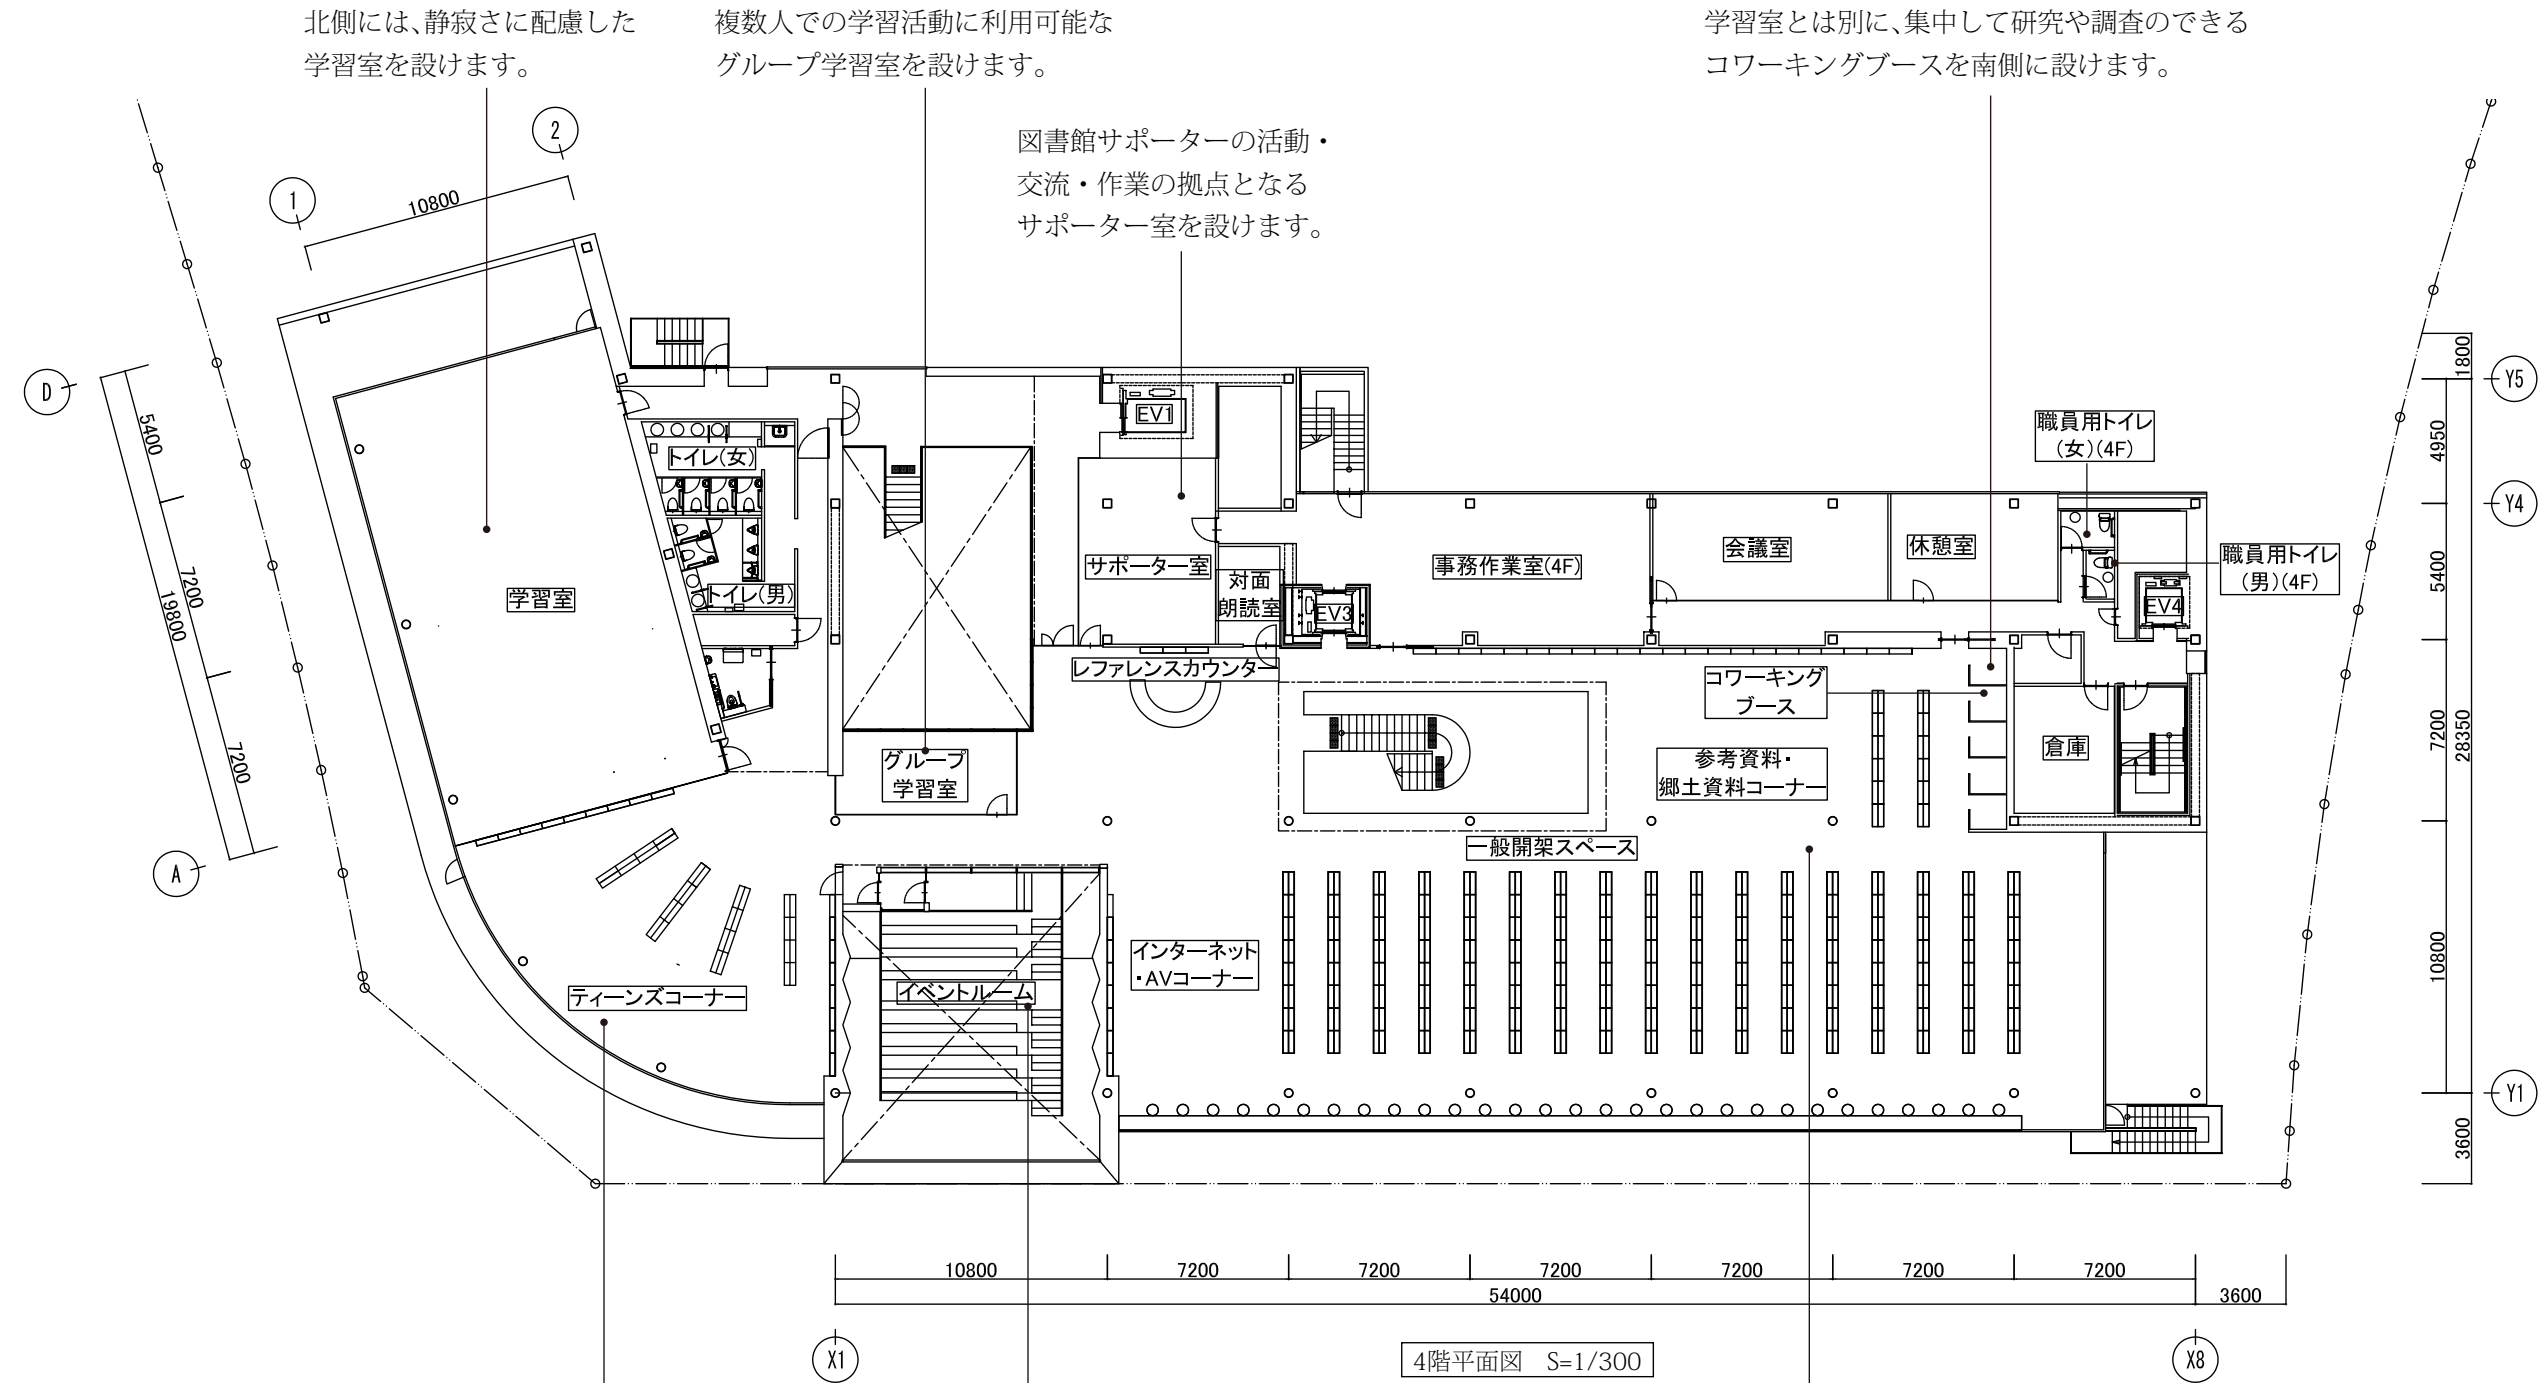 北側には、静寂さに配慮した
学習室を設けます。
複数人での学習活動に利用可能な
グループ学習室を設けます。
学習室とは別に、集中して研究や調査のできる
コワーキングブースを南側に設けます。
図書館サポーターの活動・
交流・作業の拠点となる
サポーター室を設けます。
2
1
10800
D
5400
7200
19800
7200
A
1800
Y5
4950
Y4
5400
7200
28350
10800
Y1
3600
EV1
職員用トイレ
(女)(4F)
トイレ(女)
サポーター室
事務作業室(4F)
会議室
休憩室
職員用トイレ
(男)(4F)
学習室
トイレ(男)
対面
朗読室
EV3
EV4
レファレンスカウンター
コワーキング
ブース
倉庫
グループ
学習室
参考資料・
郷土資料コーナー
一般開架スペース
インターネット
・AVコーナー
ティーンズコーナー
イベントルーム
10800
7200
7200
7200
7200
7200
7200
54000
3600
X1
4階平面図 S=1/300
X8